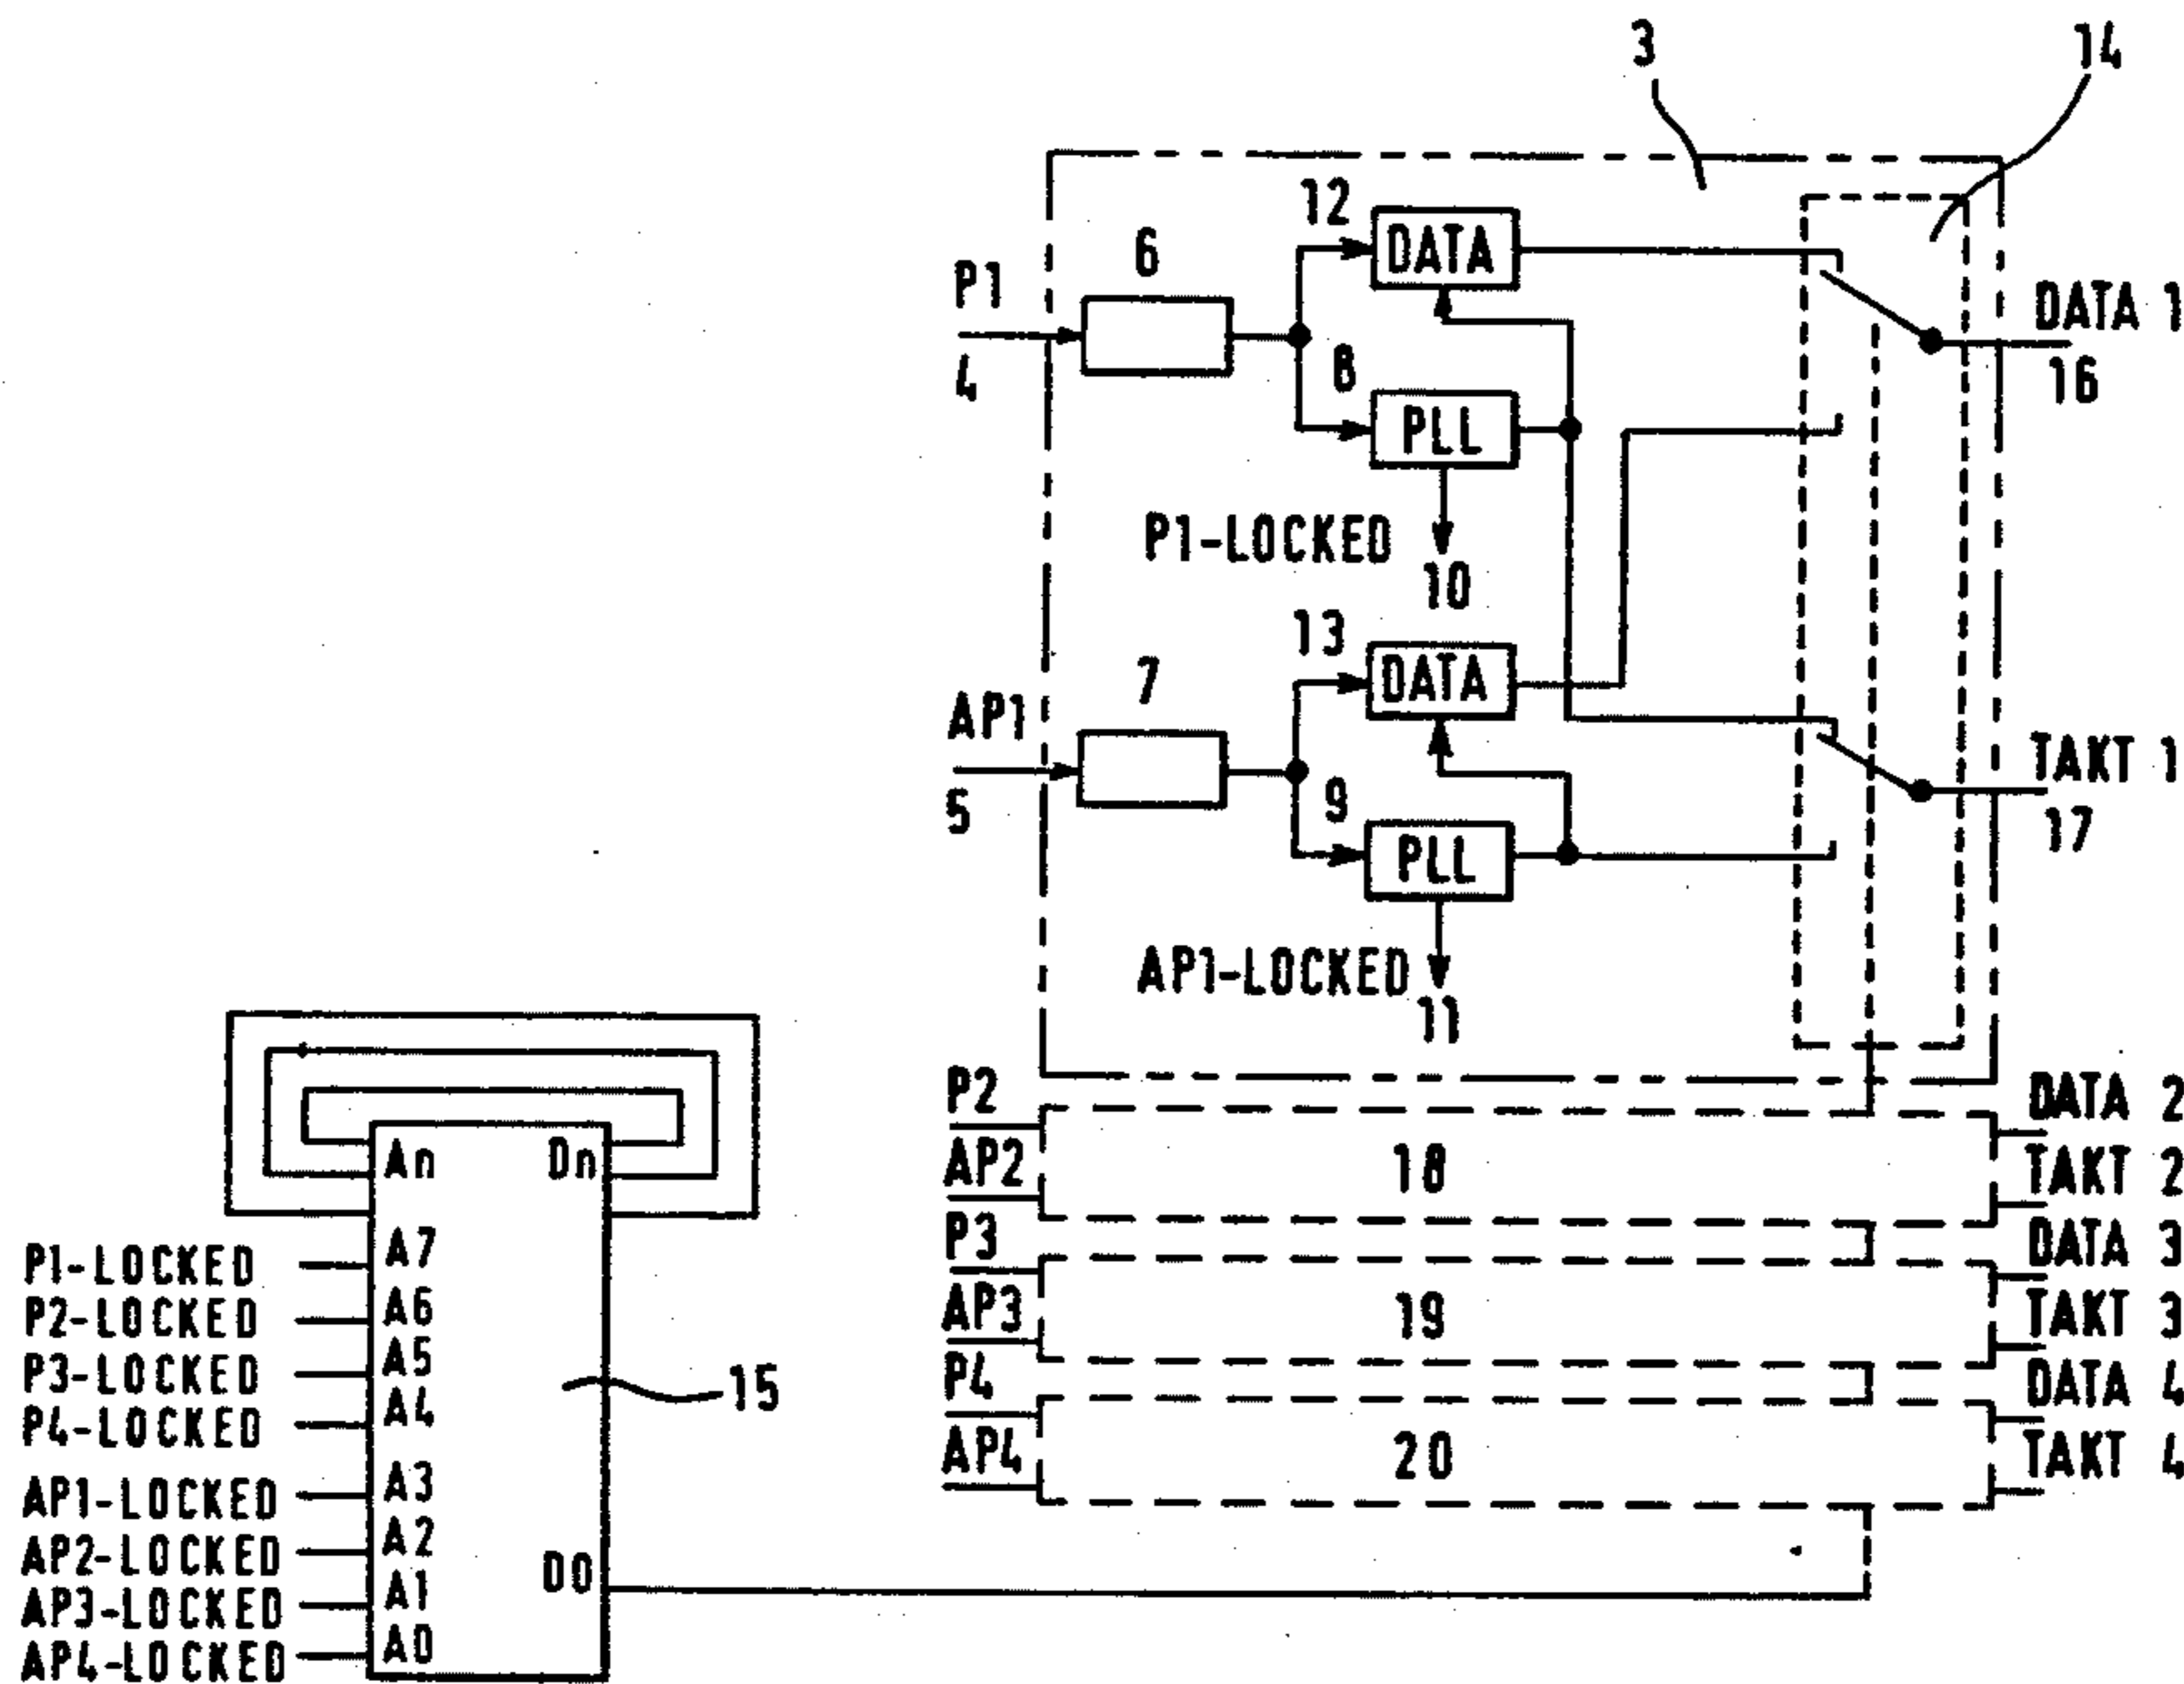 3
14
12
DATA
6
P1
4
8
PLL
DATA 1
16
P1-LOCKED
10
13
DATA
7
AP1
5
9
PLL
TAKT 1
17
AP1-LOCKED
11
P2
AP2
18
DATA 2
TAKT 2
P3
AP3
19
DATA 3
TAKT 3
P4
AP4
20
DATA 4
TAKT 4
An
Dn
P1-LOCKED
A7
P2-LOCKED
A6
P3-LOCKED
A5
P4-LOCKED
A4
15
AP1-LOCKED
A3
AP2-LOCKED
A2
AP3-LOCKED
A1
AP4-LOCKED
A0
D0